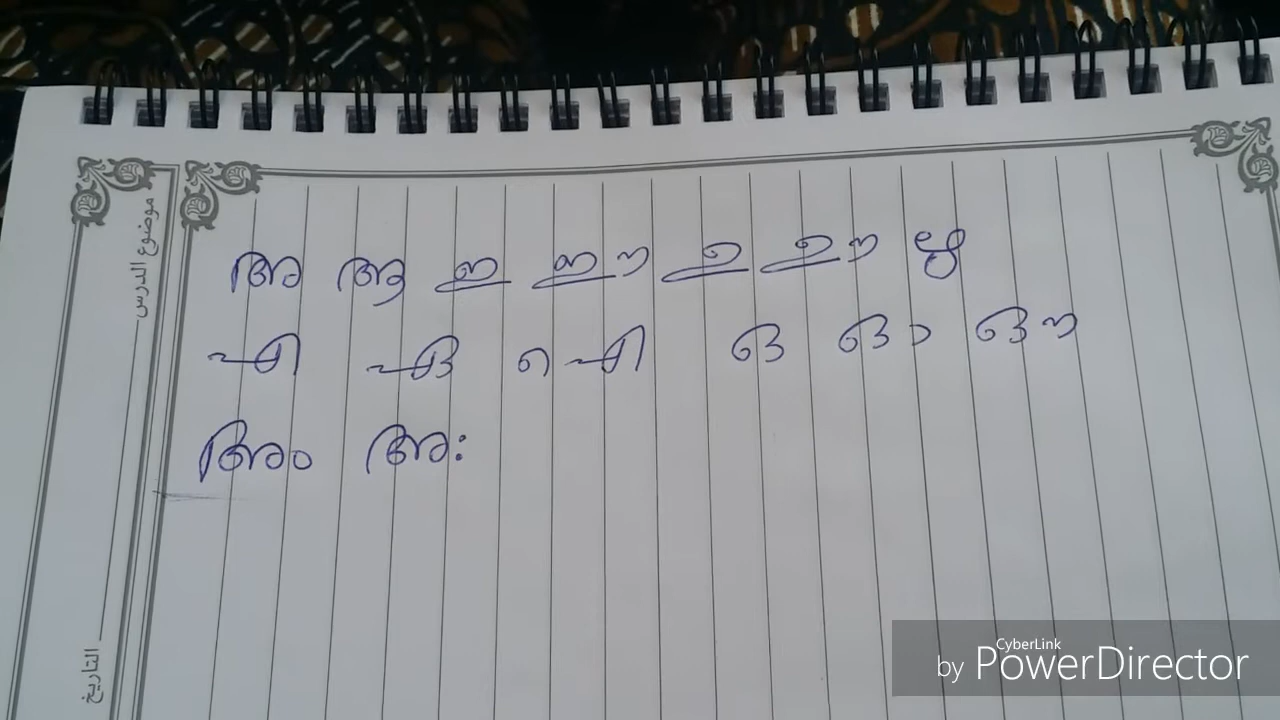 അ ആ ഇ ഈ ഉ ഊ ഋ
എ ഏ ഐ ഒ ഓ ഔ
അം അഃ
موضوع الدرس
التاريخ
CyberLink
by PowerDirector